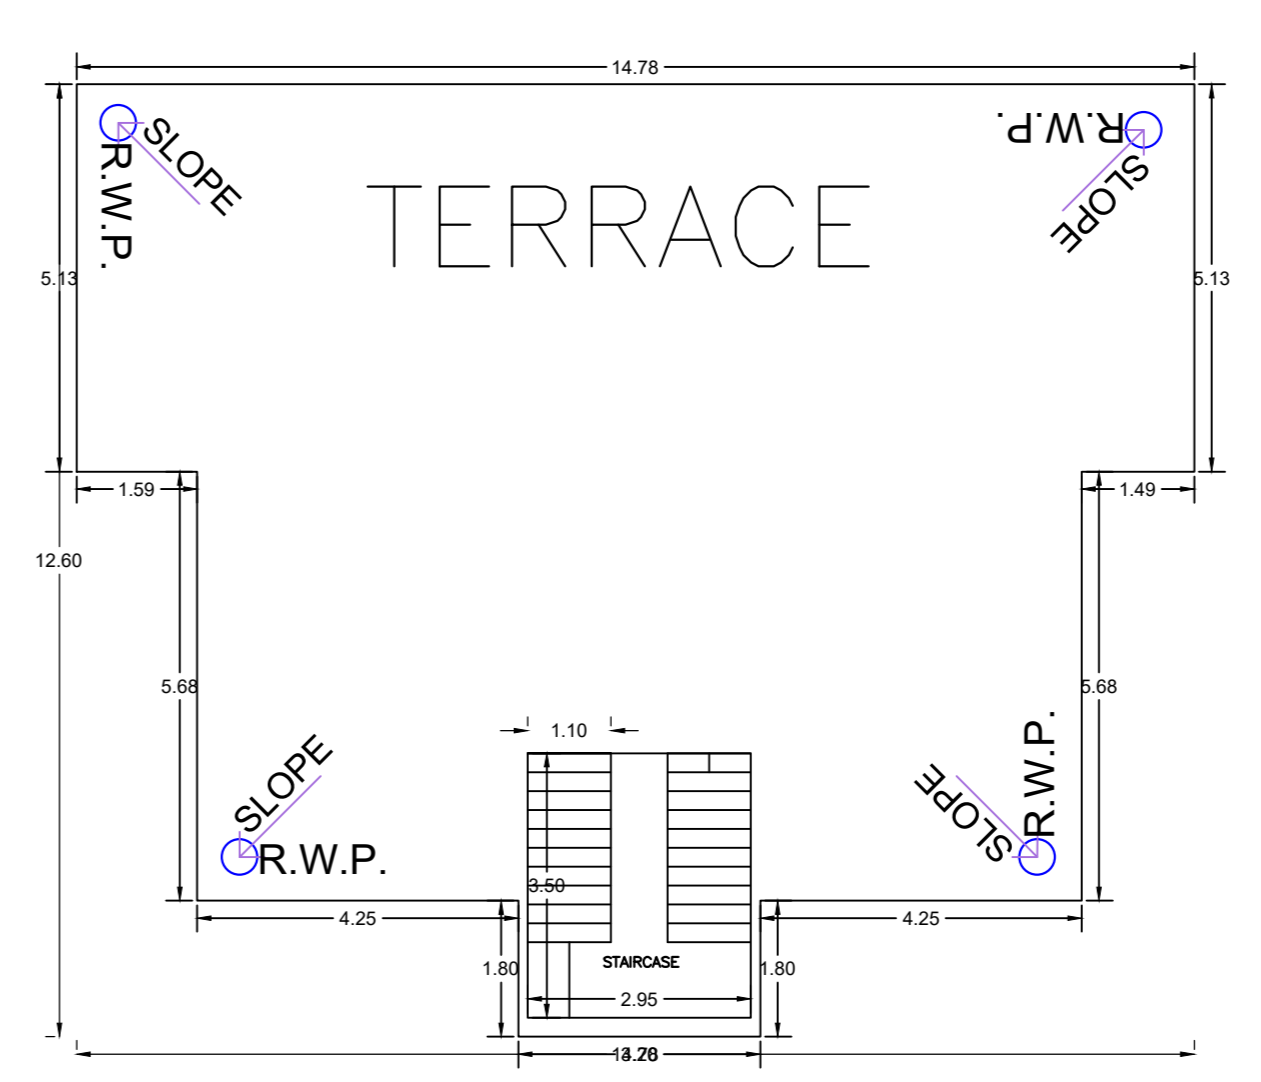 14.78
SLOPE
R.W.P.
R.W.P.
SLOPE
TERRACE
5.13
5.13
1.59
1.49
12.60
5.68
5.68
1.10
SLOPE
R.W.P.
SLOPE
R.W.P.
3.50
4.25
4.25
1.80
STAIRCASE
1.80
2.95